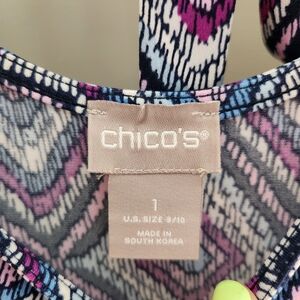 chico's®
1
U.S. SIZE-8/10
MADE IN
SOUTH KOREA